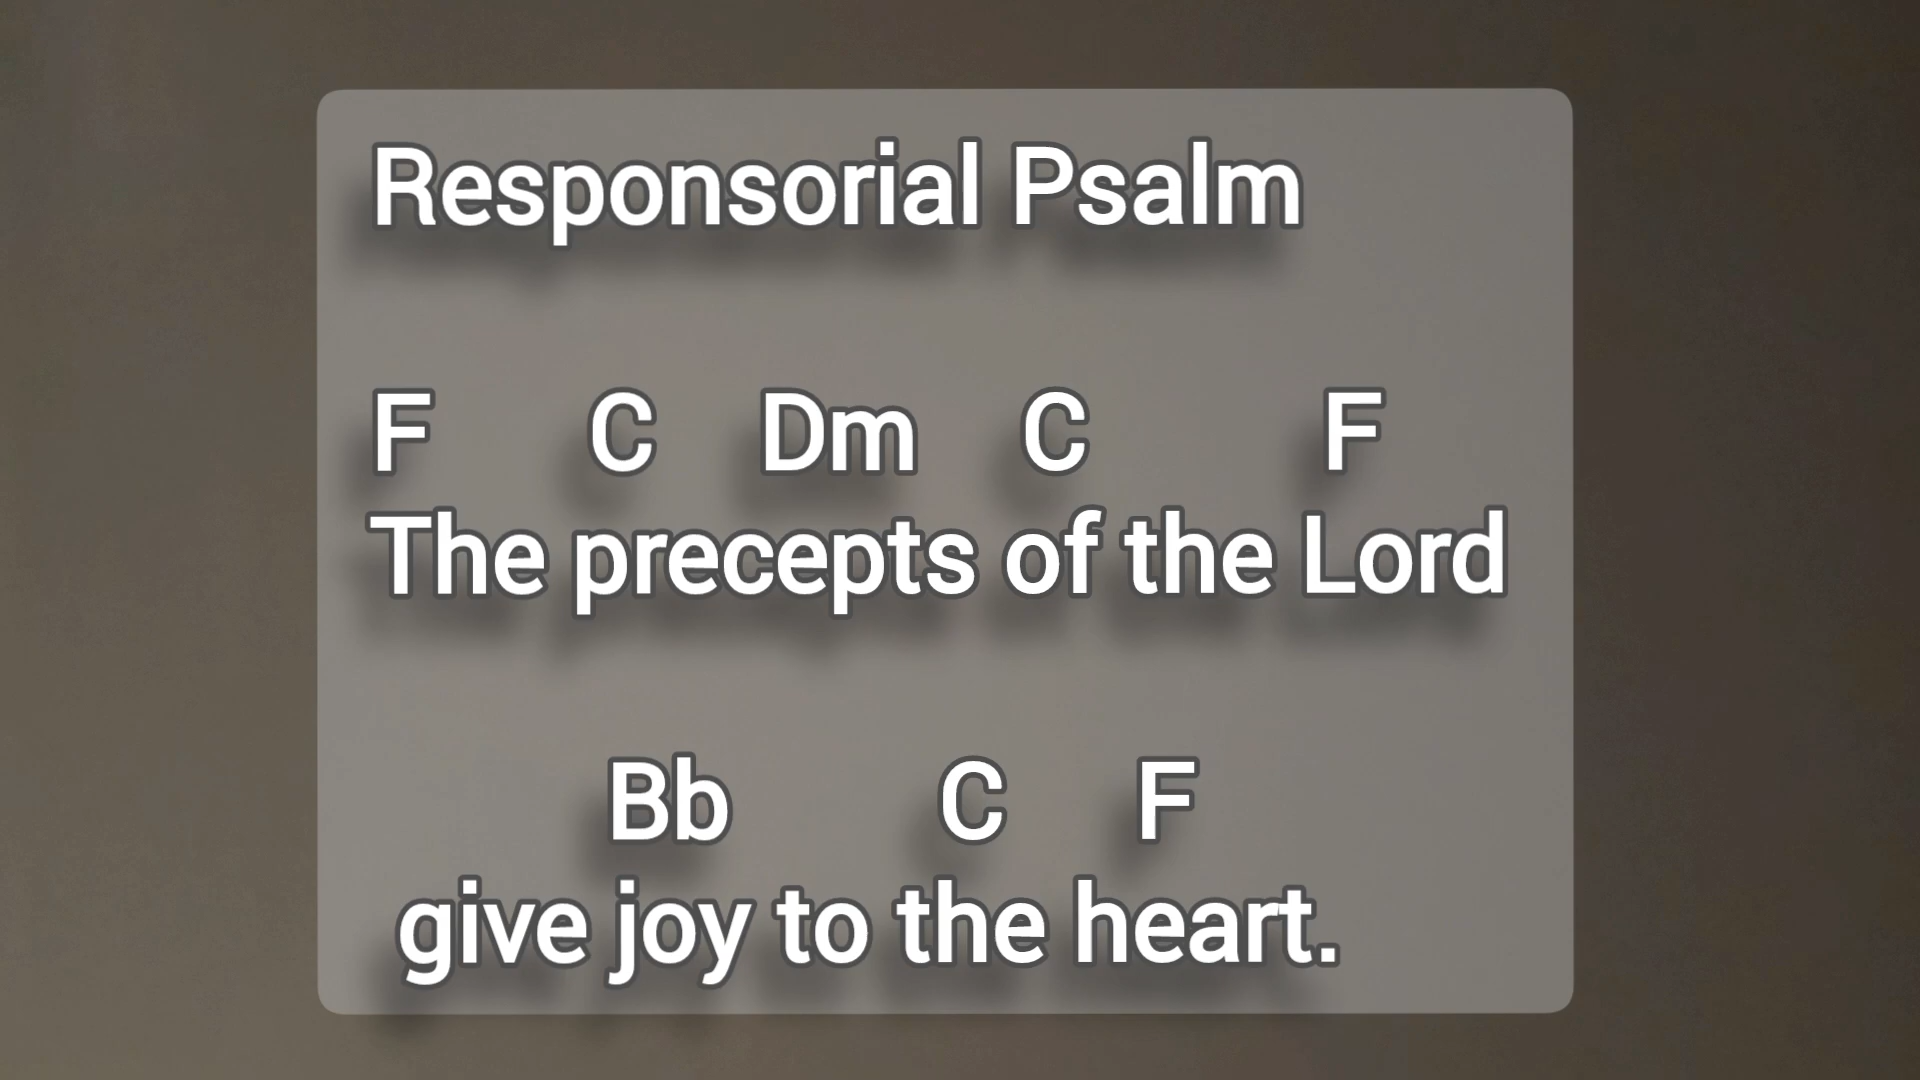 Responsorial Psalm
F C Dm C F
The precepts of the Lord
Bb C F
give joy to the heart.